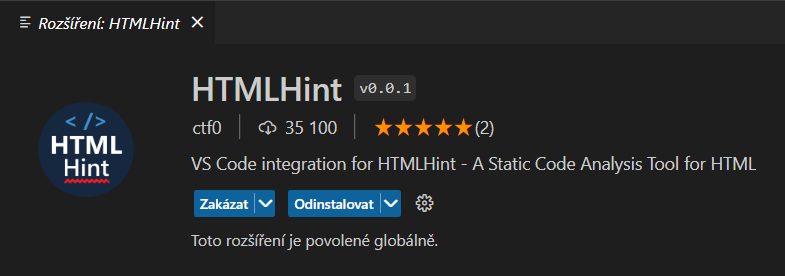 Rozšíření: HTMLHint
HTMLHint v0.0.1
ctf0 35 100 (2)
VS Code integration for HTMLHint - A Static Code Analysis Tool for HTML
</>
HTML
Hint
Zakázat Odinstalovat
Toto rozšíření je povolené globálně.